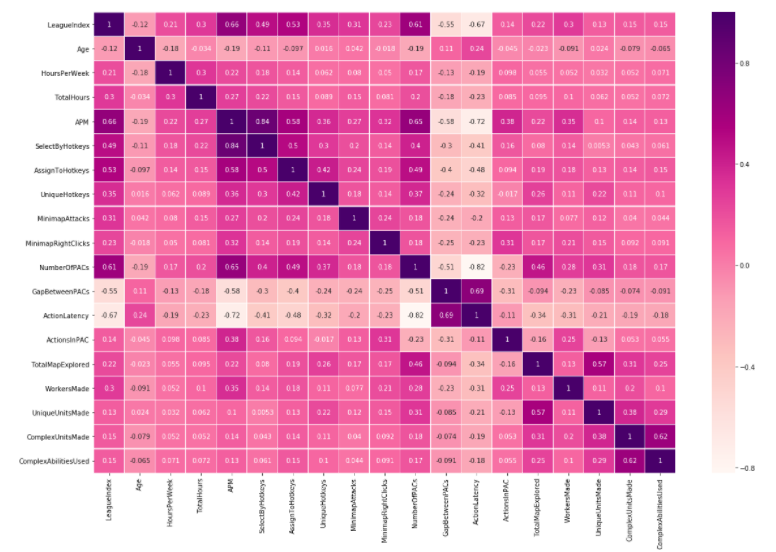 LeagueIndex 1 -0.12 0.21 0.3 0.66 0.49 0.53 0.35 0.31 0.23 0.61 -0.55 -0.67 0.14 0.22 0.3 0.13 0.15 0.15
Age -0.12 1 -0.18 -0.034 -0.19 -0.11 -0.097 0.016 0.042 -0.018 -0.19 0.11 0.24 -0.045 -0.023 -0.091 0.024 -0.079 -0.065
HoursPerWeek 0.21 -0.18 1 0.3 0.22 0.18 0.14 0.062 0.08 0.05 0.17 -0.13 -0.19 0.098 0.055 0.052 0.032 0.052 0.071
TotalHours 0.3 -0.034 0.3 1 0.27 0.22 0.15 0.089 0.15 0.081 0.2 -0.18 -0.23 0.085 0.095 0.1 0.062 0.052 0.072
APM 0.66 -0.19 0.22 0.27 1 0.84 0.58 0.36 0.27 0.32 0.65 -0.58 -0.72 0.38 0.22 0.35 0.1 0.14 0.13
SelectByHotkeys 0.49 -0.11 0.18 0.22 0.84 1 0.5 0.3 0.2 0.14 0.4 -0.3 -0.41 0.16 0.08 0.14 0.0053 0.043 0.061
AssignToHotkeys 0.53 -0.097 0.14 0.15 0.58 0.5 1 0.42 0.24 0.19 0.49 -0.4 -0.48 0.094 0.19 0.18 0.13 0.14 0.15
UniqueHotkeys 0.35 0.016 0.062 0.089 0.36 0.3 0.42 1 0.18 0.14 0.37 -0.24 -0.32 -0.017 0.26 0.11 0.22 0.11 0.1
MinimapAttacks 0.31 0.042 0.08 0.15 0.27 0.2 0.24 0.18 1 0.24 0.18 -0.24 -0.2 0.13 0.17 0.077 0.12 0.04 0.044
MinimapRightClicks 0.23 -0.018 0.05 0.081 0.32 0.14 0.19 0.14 0.24 1 0.18 -0.25 -0.23 0.31 0.17 0.21 0.15 0.092 0.091
NumberOfPACs 0.61 -0.19 0.17 0.2 0.65 0.4 0.49 0.37 0.18 0.18 1 -0.51 -0.82 -0.23 0.46 0.28 0.31 0.18 0.17
GapBetweenPACs -0.55 0.11 -0.13 -0.18 -0.58 -0.3 -0.4 -0.24 -0.24 -0.25 -0.51 1 0.69 -0.31 -0.094 -0.23 -0.085 -0.074 -0.091
ActionLatency -0.67 0.24 -0.19 -0.23 -0.72 -0.41 -0.48 -0.32 -0.2 -0.23 -0.82 0.69 1 -0.11 -0.34 -0.31 -0.21 -0.19 -0.18
ActionsInPAC 0.14 -0.045 0.098 0.085 0.38 0.16 0.094 -0.017 0.13 0.31 -0.23 -0.31 -0.11 1 -0.16 0.25 -0.13 0.053 0.055
TotalMapExplored 0.22 -0.023 0.055 0.095 0.22 0.08 0.19 0.26 0.17 0.17 0.46 -0.094 -0.34 -0.16 1 0.13 0.57 0.31 0.25
WorkersMade 0.3 -0.091 0.052 0.1 0.35 0.14 0.18 0.11 0.077 0.21 0.28 -0.23 -0.31 0.25 0.13 1 0.11 0.2 0.1
UniqueUnitsMade 0.13 0.024 0.032 0.062 0.1 0.0053 0.13 0.22 0.12 0.15 0.31 -0.085 -0.21 -0.13 0.57 0.11 1 0.38 0.29
ComplexUnitsMade 0.15 -0.079 0.052 0.052 0.14 0.043 0.14 0.11 0.04 0.092 0.18 -0.074 -0.19 0.053 0.31 0.2 0.38 1 0.62
ComplexAbilitiesUsed 0.15 -0.065 0.071 0.072 0.13 0.061 0.15 0.1 0.044 0.091 0.17 -0.091 -0.18 0.055 0.25 0.1 0.29 0.62 1
LeagueIndex Age HoursPerWeek TotalHours APM SelectByHotkeys AssignToHotkeys UniqueHotkeys MinimapAttacks MinimapRightClicks NumberOfPACs GapBetweenPACs ActionLatency ActionsInPAC TotalMapExplored WorkersMade UniqueUnitsMade ComplexUnitsMade ComplexAbilitiesUsed
0.8
0.4
0.0
−0.4
−0.8